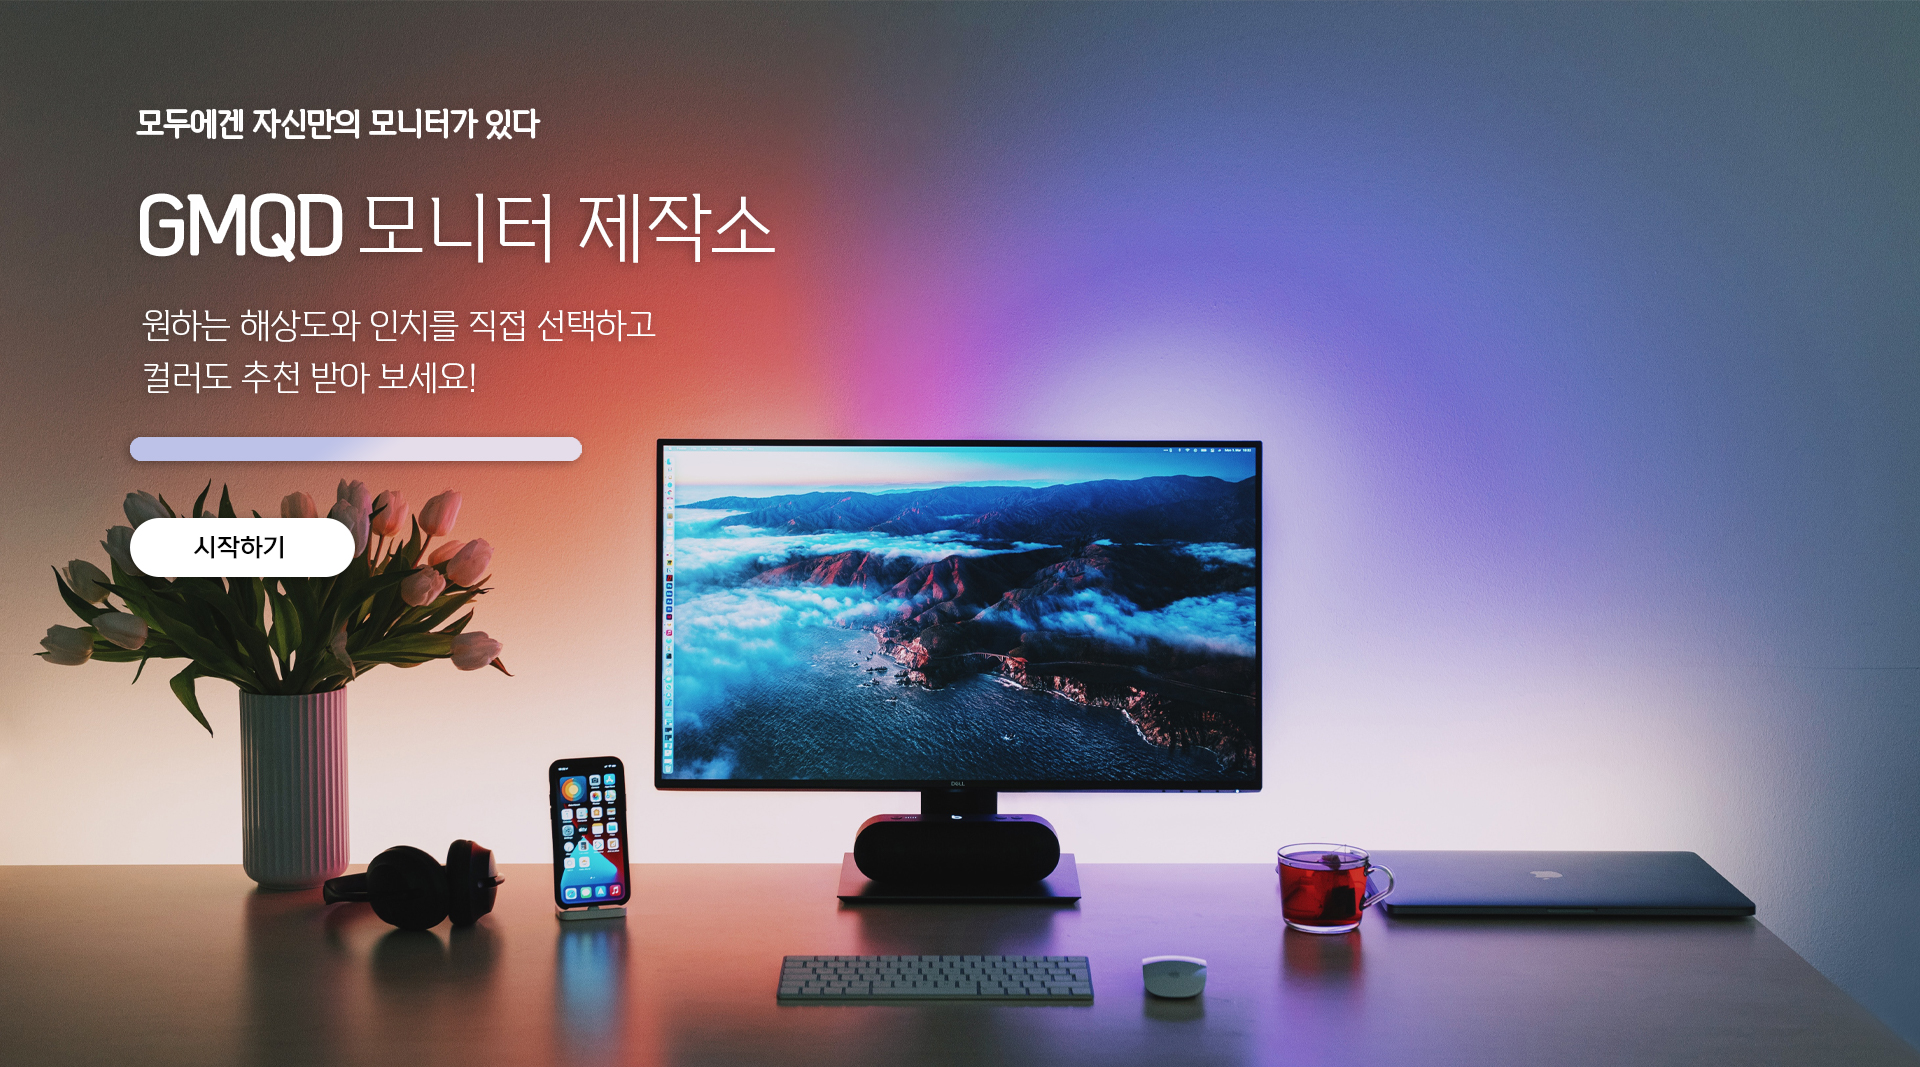 모두에겐 자신만의 모니터가 있다
GMQD 모니터 제작소
원하는 해상도와 인치를 직접 선택하고
컬러도 추천 받아 보세요!
시작하기
DELL